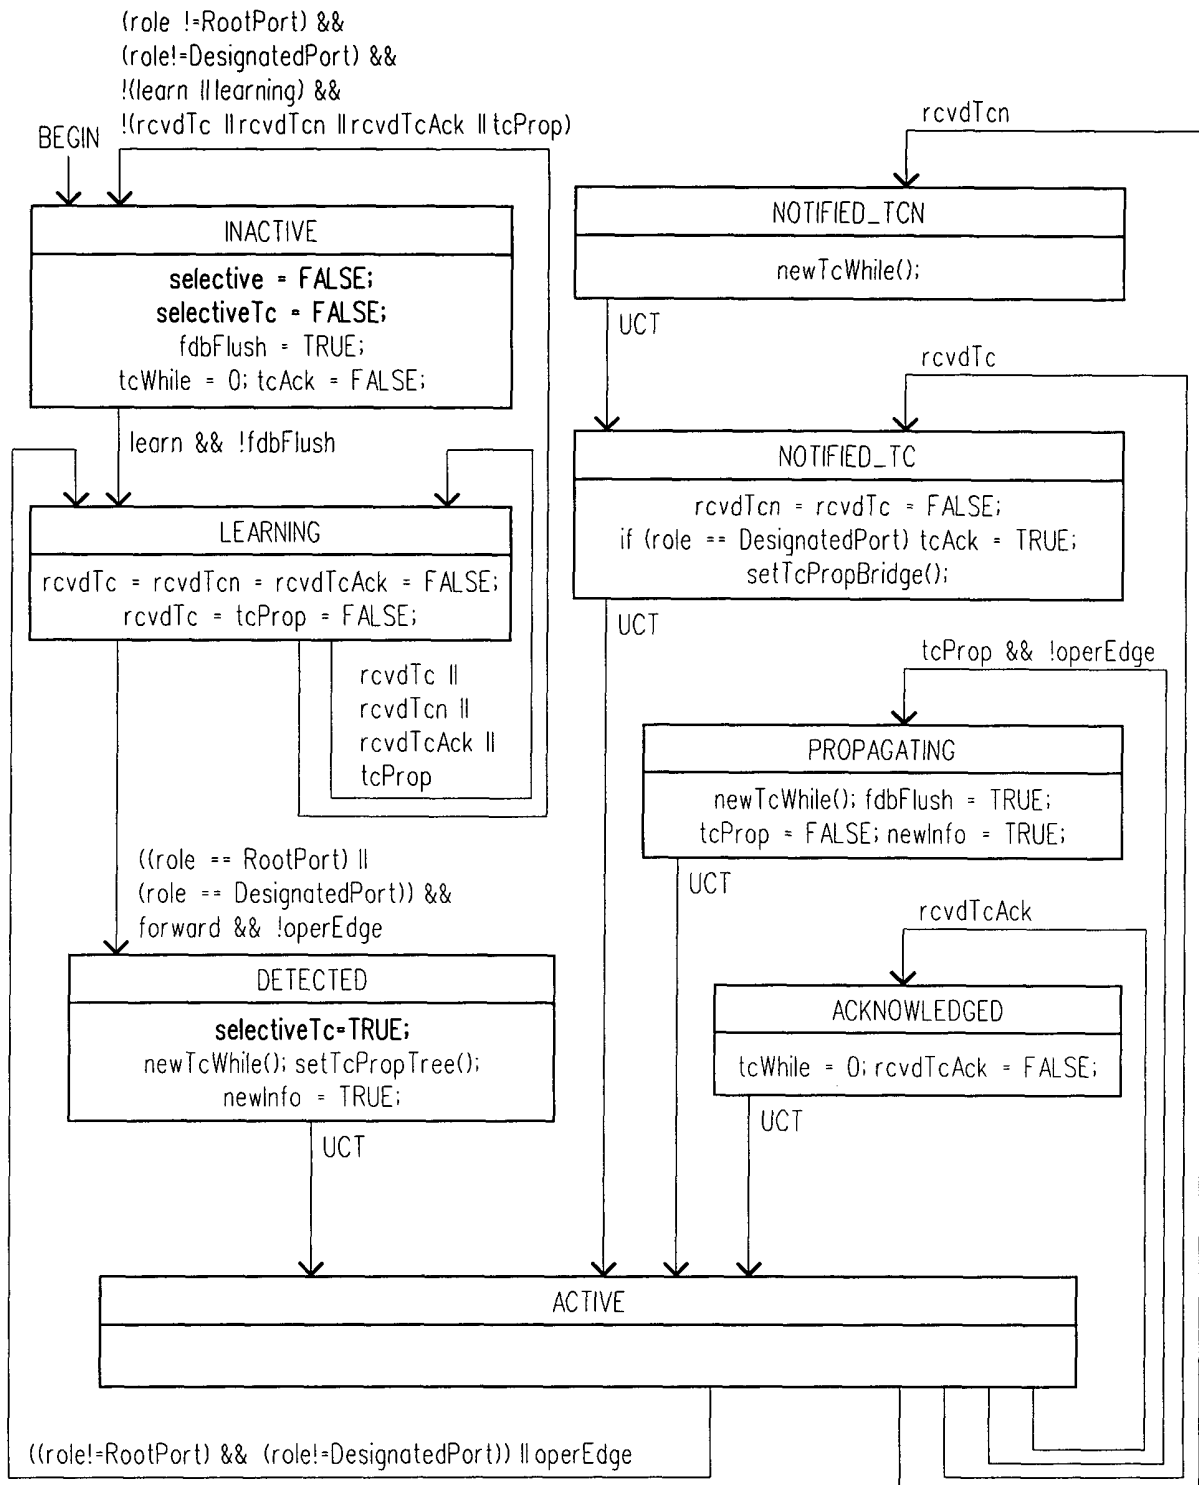 (role !=RootPort) &&
(role!=DesignatedPort) &&
!(learn ||learning) &&
!(rcvdTc ||rcvdTcn ||rcvdTcAck ||tcProp)
BEGIN
INACTIVE
selective = FALSE;
selectiveTc = FALSE;
fdbFlush = TRUE;
tcWhile = 0; tcAck = FALSE;
learn && !fdbFlush
LEARNING
rcvdTc = rcvdTcn = rcvdTcAck = FALSE;
rcvdTc = tcProp = FALSE;
rcvdTc ||
rcvdTcn ||
rcvdTcAck ||
tcProp
((role == RootPort) ||
(role == DesignatedPort)) &&
forward && !operEdge
DETECTED
selectiveTc=TRUE;
newTcWhile(); setTcPropTree();
newInfo = TRUE;
UCT
rcvdTcn
NOTIFIED_TCN
newTcWhile();
UCT
rcvdTc
NOTIFIED_TC
rcvdTcn = rcvdTc = FALSE;
if (role == DesignatedPort) tcAck = TRUE;
setTcPropBridge();
UCT
tcProp && !operEdge
PROPAGATING
newTcWhile(); fdbFlush = TRUE;
tcProp = FALSE; newInfo = TRUE;
UCT
rcvdTcAck
ACKNOWLEDGED
tcWhile = 0; rcvdTcAck = FALSE;
UCT
ACTIVE
((role!=RootPort) && (role!=DesignatedPort)) ||operEdge